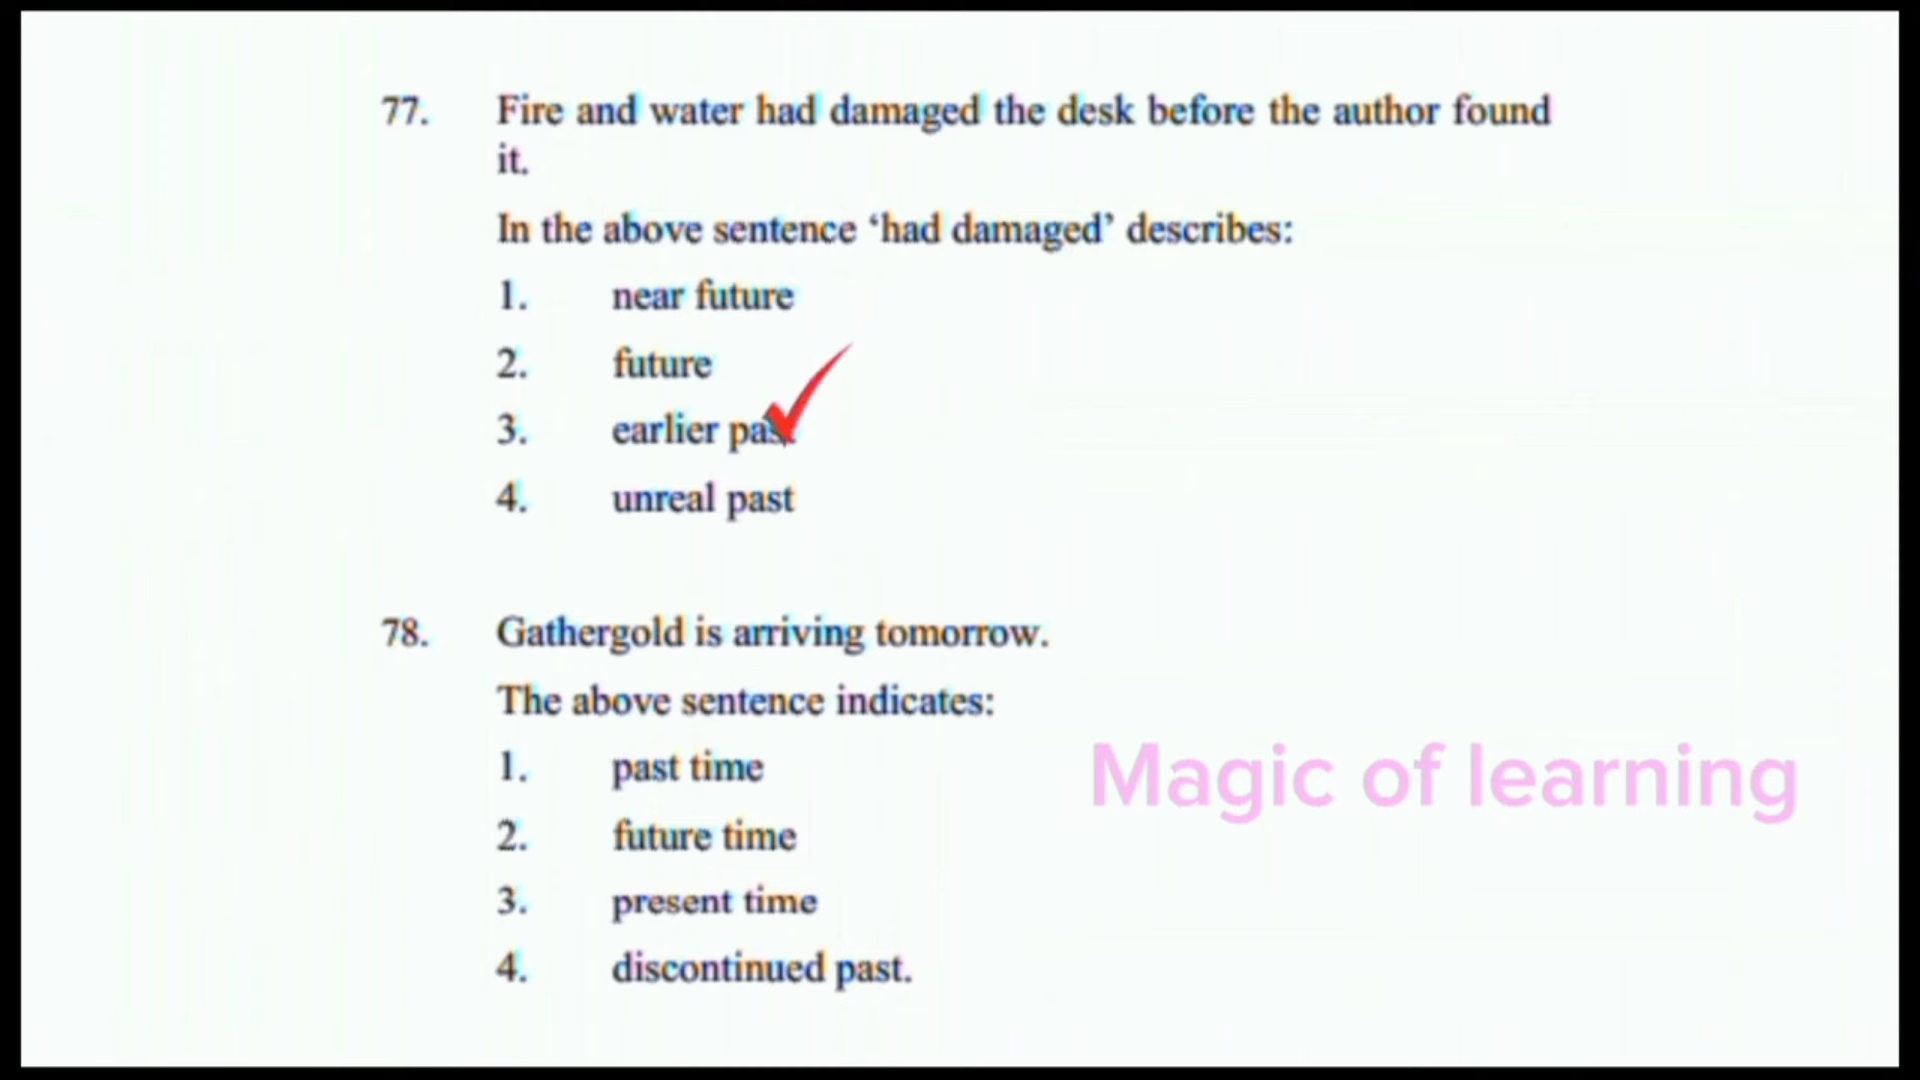 77. Fire and water had damaged the desk before the author found
it.
In the above sentence ‘had damaged’ describes:
1. near future
2. future
3. earlier past
4. unreal past
78. Gathergold is arriving tomorrow.
The above sentence indicates:
1. past time
2. future time
3. present time
4. discontinued past.
Magic of learning